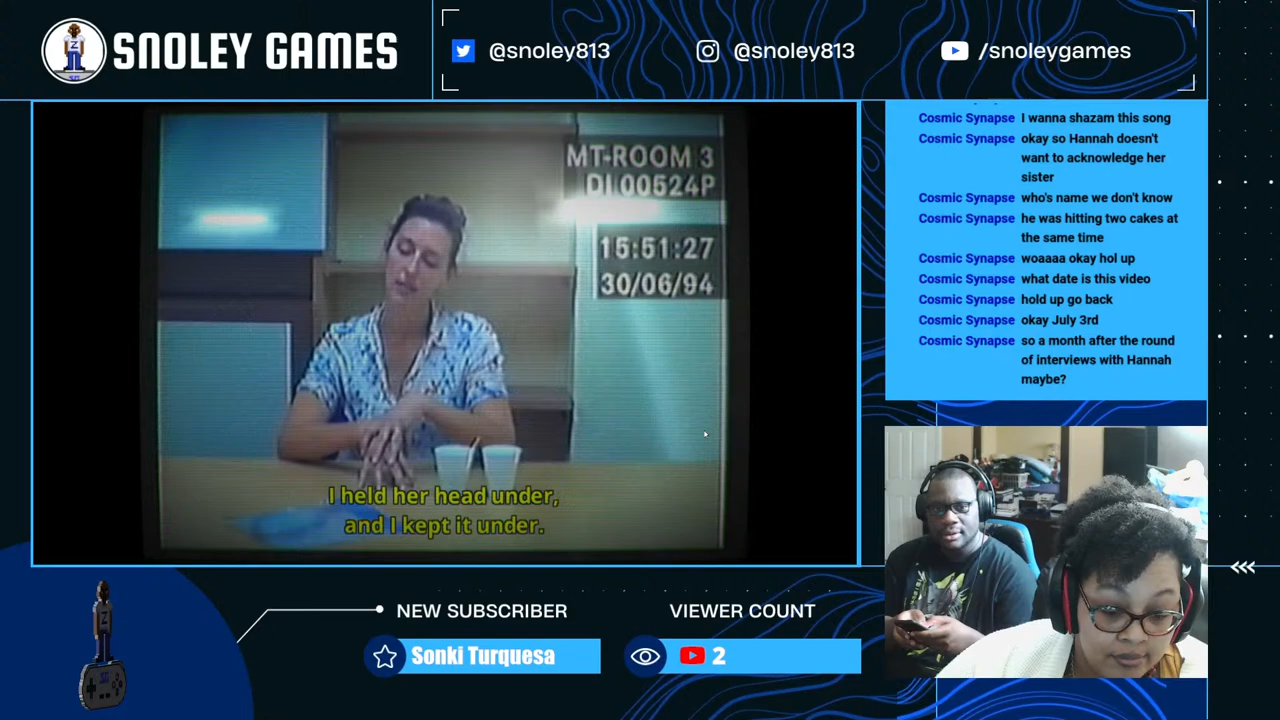 SNOLEY GAMES
@snoley813
@snoley813
/snoleygames
MT-ROOM 3
DI 00524P
15:51:27
30/06/94
I held her head under,
and I kept it under.
Cosmic Synapse I wanna shazam this song
Cosmic Synapse okay so Hannah doesn't
want to acknowledge her
sister
Cosmic Synapse who's name we don't know
Cosmic Synapse he was hitting two cakes at
the same time
Cosmic Synapse woaaaa okay hol up
Cosmic Synapse what date is this video
Cosmic Synapse hold up go back
Cosmic Synapse okay July 3rd
Cosmic Synapse so a month after the round
of interviews with Hannah
maybe?
NEW SUBSCRIBER
Sonki Turquesa
VIEWER COUNT
2